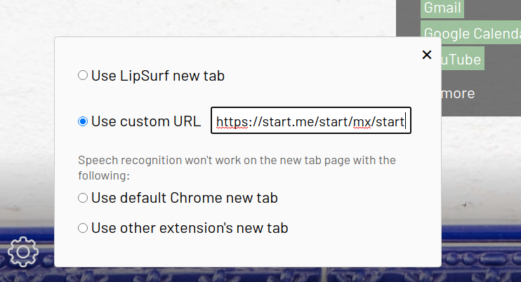 Gmail
Google Calenda
uTube
more
×
Use LipSurf new tab
Use custom URL https://start.me/start/mx/start
Speech recognition won't work on the new tab page with the
following:
Use default Chrome new tab
Use other extension's new tab